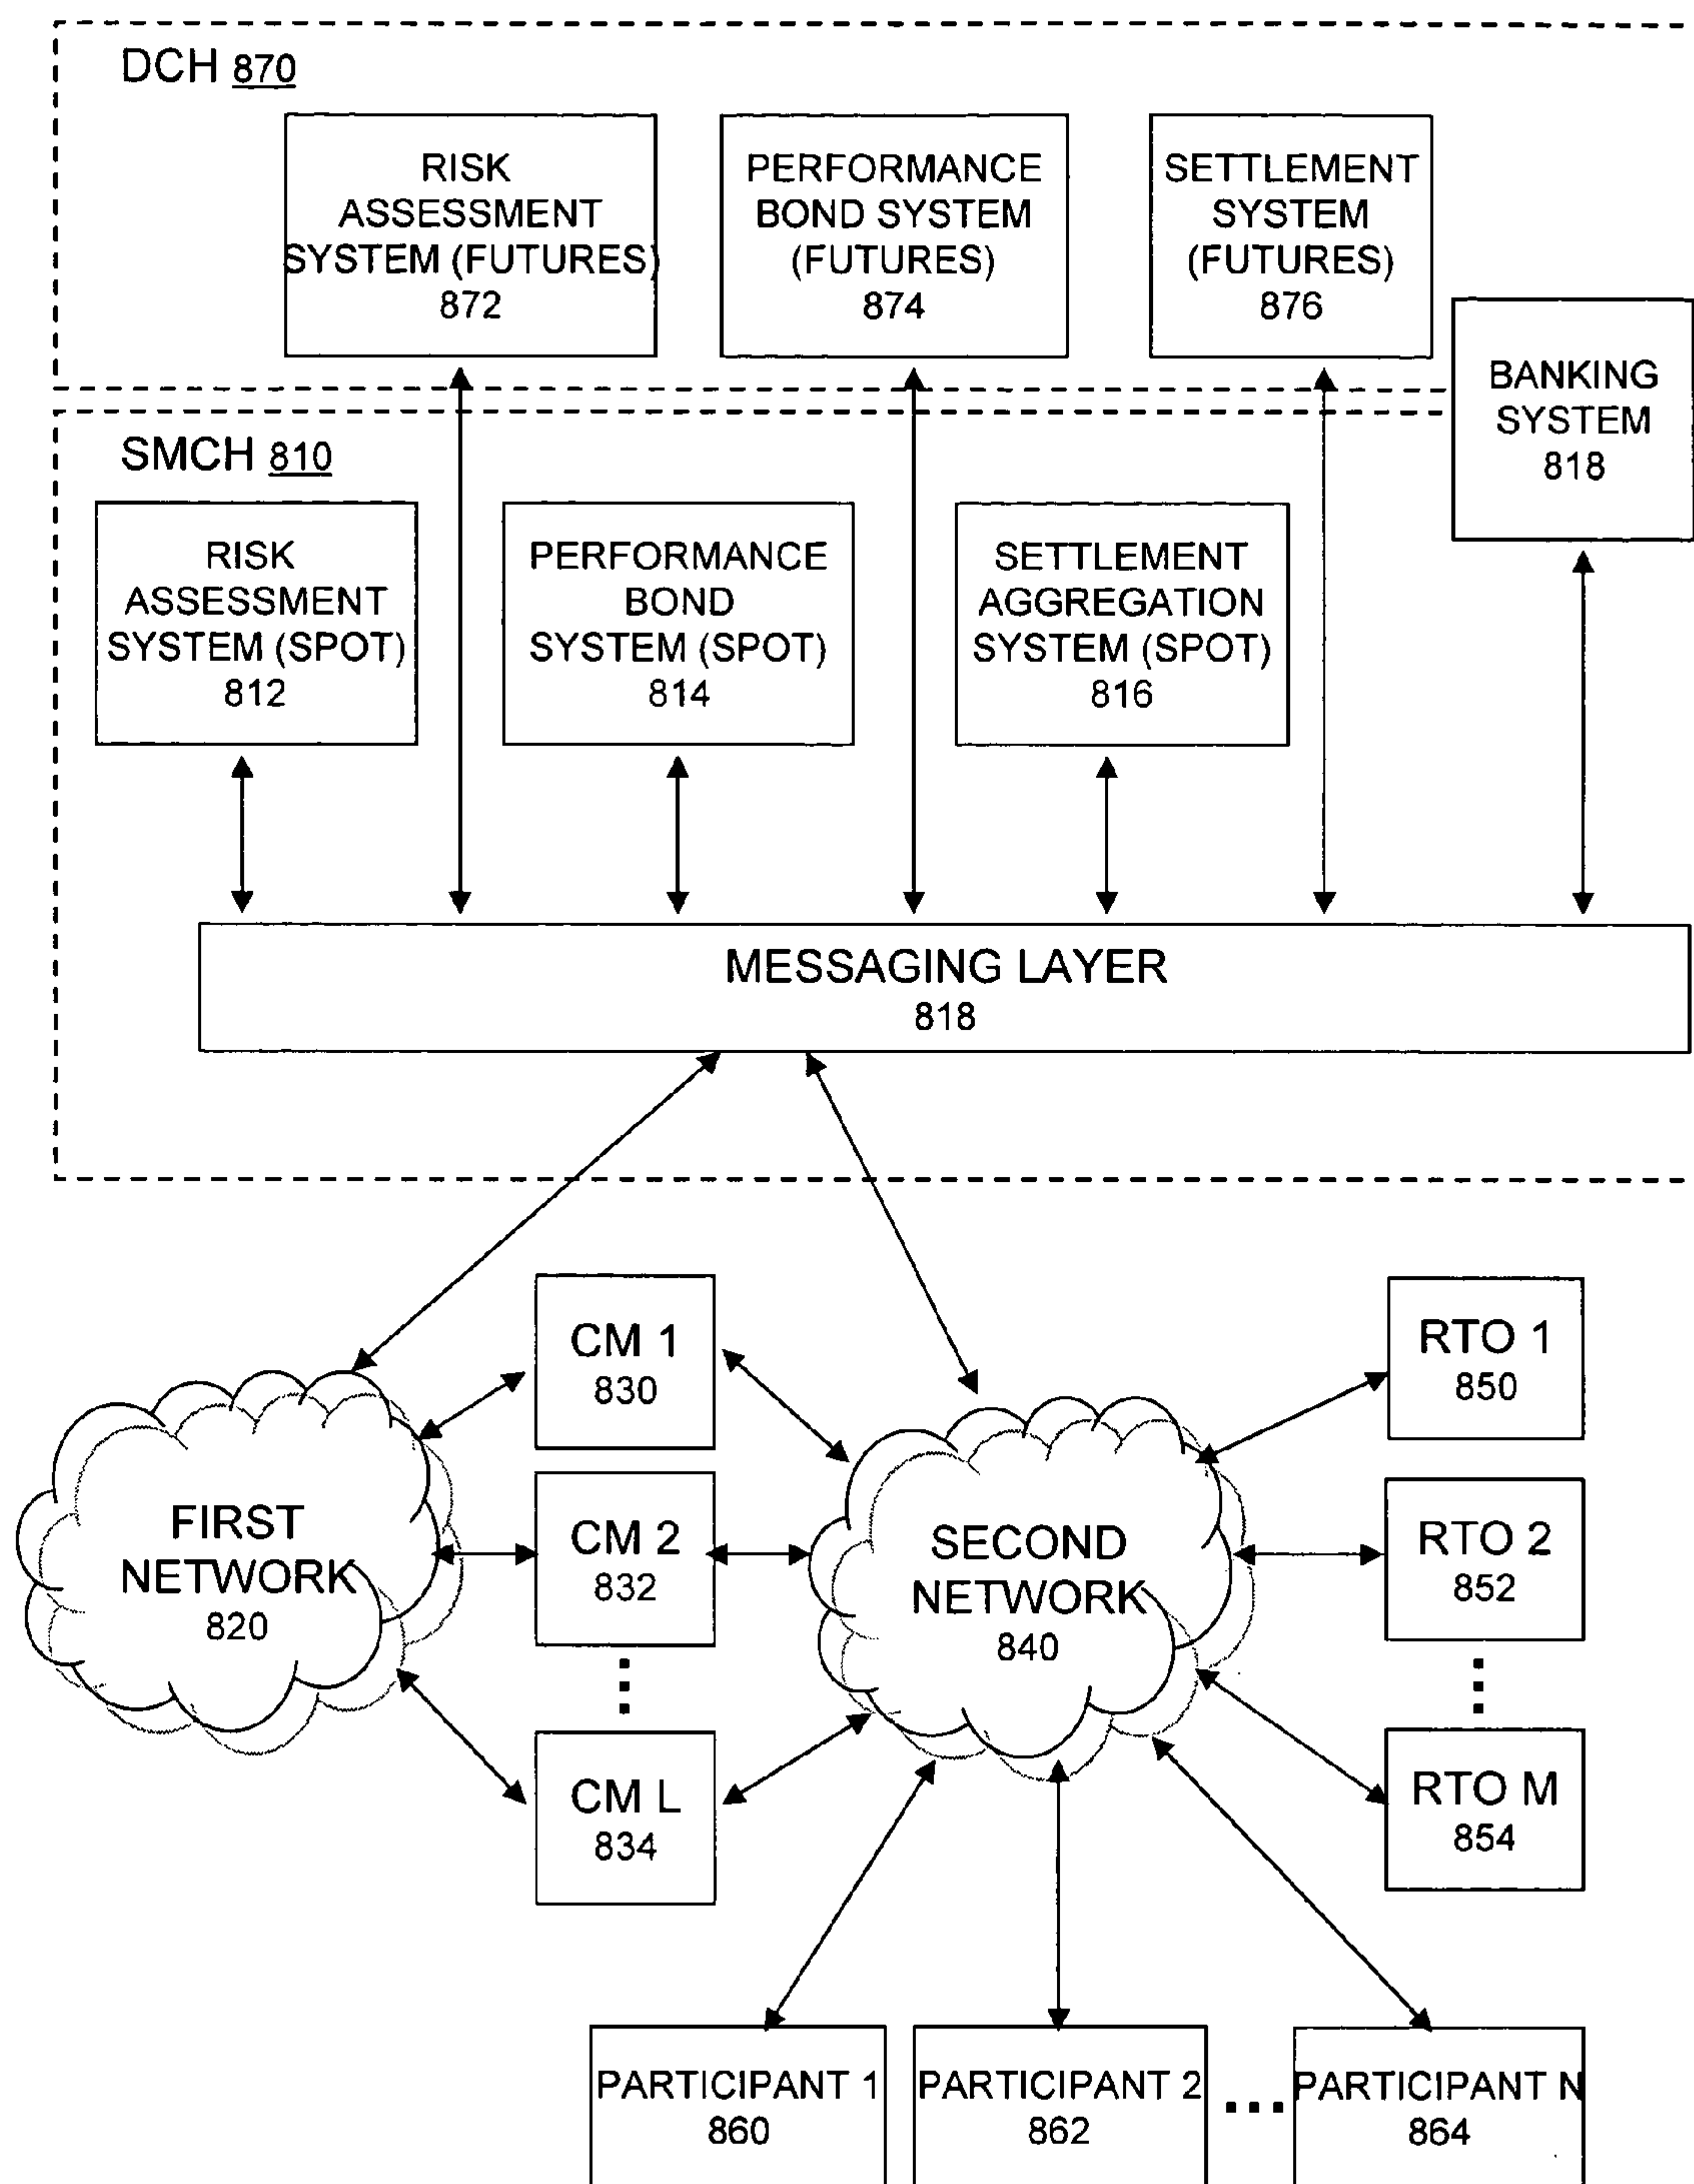 DCH 870
RISK
ASSESSMENT
SYSTEM (FUTURES)
872
PERFORMANCE
BOND SYSTEM
(FUTURES)
874
SETTLEMENT
SYSTEM
(FUTURES)
876
BANKING
SYSTEM
818
SMCH 810
RISK
ASSESSMENT
SYSTEM (SPOT)
812
PERFORMANCE
BOND
SYSTEM (SPOT)
814
SETTLEMENT
AGGREGATION
SYSTEM (SPOT)
816
MESSAGING LAYER
818
FIRST
NETWORK
820
CM 1
830
CM 2
832
CM L
834
SECOND
NETWORK
840
RTO 1
850
RTO 2
852
RTO M
854
PARTICIPANT 1
860
PARTICIPANT 2
862
PARTICIPANT N
864